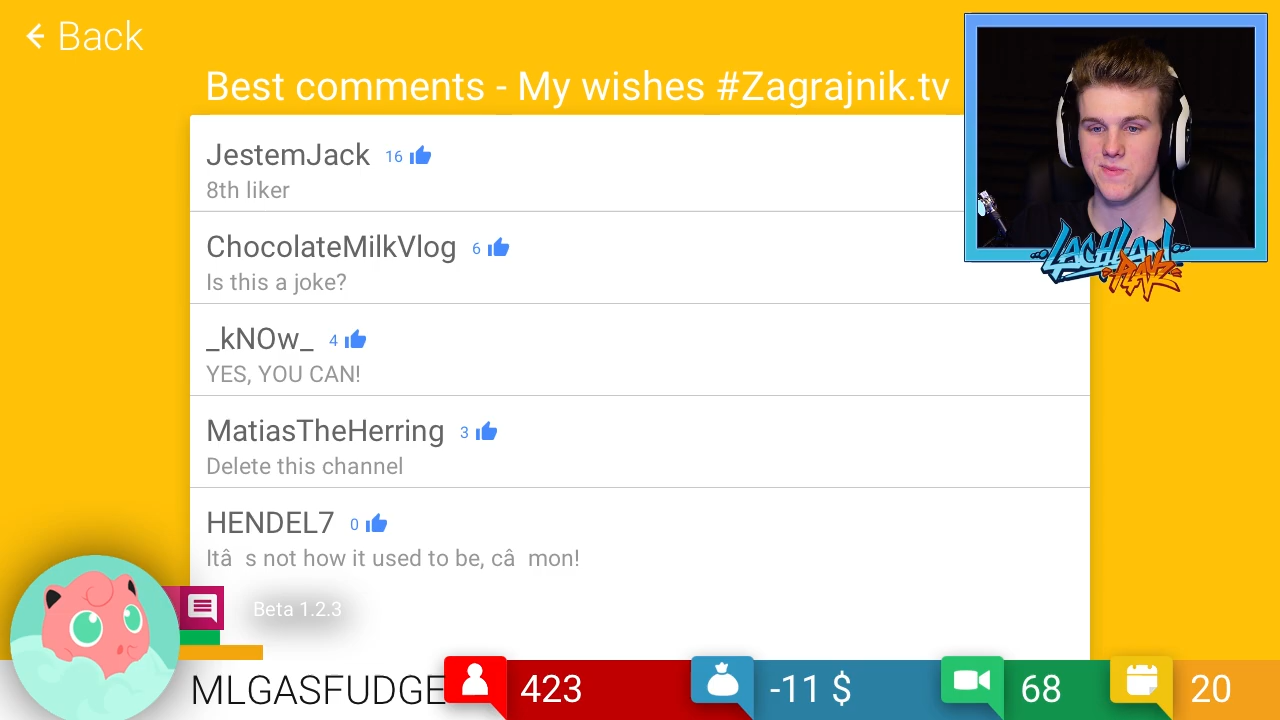 Back
Best comments - My wishes #Zagrajnik.tv
JestemJack 16
8th liker
ChocolateMilkVlog 6
Is this a joke?
_kNOw_ 4
YES, YOU CAN!
MatiasTheHerring 3
Delete this channel
HENDEL7 0
Itâ s not how it used to be, câ mon!
LACHLAN
PLAYZ
Beta 1.2.3
MLGASFUDGE 423 -11 $ 68 20